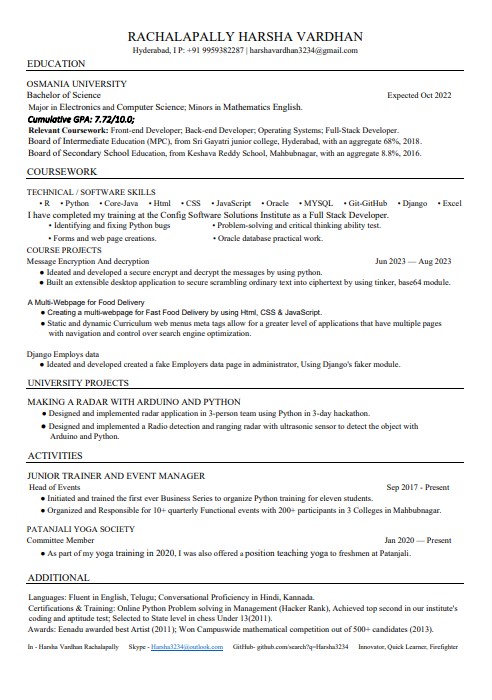 RACHALAPALLY HARSHA VARDHAN
Hyderabad, I P: +91 9959382287 | harshavardhan3234@gmail.com
EDUCATION
OSMANIA UNIVERSITY
Bachelor of Science Expected Oct 2022
Major in Electronics and Computer Science; Minors in Mathematics English.
Cumulative GPA: 7.72/10.0;
Relevant Coursework: Front-end Developer; Back-end Developer; Operating Systems; Full-Stack Developer.
Board of Intermediate Education (MPC), from Sri Gayatri junior college, Hyderabad, with an aggregate 68%, 2018.
Board of Secondary School Education, from Keshava Reddy School, Mahbubnagar, with an aggregate 8.8%, 2016.
COURSEWORK
TECHNICAL / SOFTWARE SKILLS
• R • Python • Core-Java • Html • CSS • JavaScript • Oracle • MYSQL • Git-GitHub • Django • Excel
I have completed my training at the Config Software Solutions Institute as a Full Stack Developer.
• Identifying and fixing Python bugs • Problem-solving and critical thinking ability test.
• Forms and web page creations. • Oracle database practical work.
COURSE PROJECTS
Message Encryption And decryption Jun 2023 — Aug 2023
● Ideated and developed a secure encrypt and decrypt the messages by using python.
● Built an extended desktop application to secure scrambling ordinary text into ciphertext by using tinker, base64 module.
A Multi-Webpage for Food Delivery
● Creating a multi-webpage for Fast Food Delivery by using Html, CSS & JavaScript.
● Static and dynamic Curriculum web menus meta tags allow for a greater level of applications that have multiple pages
with navigation and control over search engine optimization.
Django Employs data
● Ideated and developed created a fake Employers data page in administrator, Using Django's faker module.
UNIVERSITY PROJECTS
MAKING A RADAR WITH ARDUINO AND PYTHON
● Designed and implemented radar application in 3-person team using Python in 3-day hackathon.
● Designed and implemented a Radio detection and ranging radar with ultrasonic sensor to detect the object with
Arduino and Python.
ACTIVITIES
JUNIOR TRAINER AND EVENT MANAGER
Head of Events Sep 2017 - Present
● Initiated and trained the first ever Business Series to organize Python training for eleven students.
● Organized and Responsible for 10+ quarterly Functional events with 200+ participants in 3 Colleges in Mahbubnagar.
PATANJALI YOGA SOCIETY
Committee Member Jan 2020 — Present
● As part of my yoga training in 2020, I was also offered a position teaching yoga to freshmen at Patanjali.
ADDITIONAL
Languages: Fluent in English, Telugu; Conversational Proficiency in Hindi, Kannada.
Certifications & Training: Online Python Problem solving in Management (Hacker Rank), Achieved top second in our institute's
coding and aptitude test; Selected to State level in chess Under 13(2011).
Awards: Eenadu awarded best Artist (2011); Won Campuswide mathematical competition out of 500+ candidates (2013).
In - Harsha Vardhan Rachalapally Skype - Harsha3234@outlook.com GitHub- github.com/search?q=Harsha3234 Innovator, Quick Learner, Firefighter